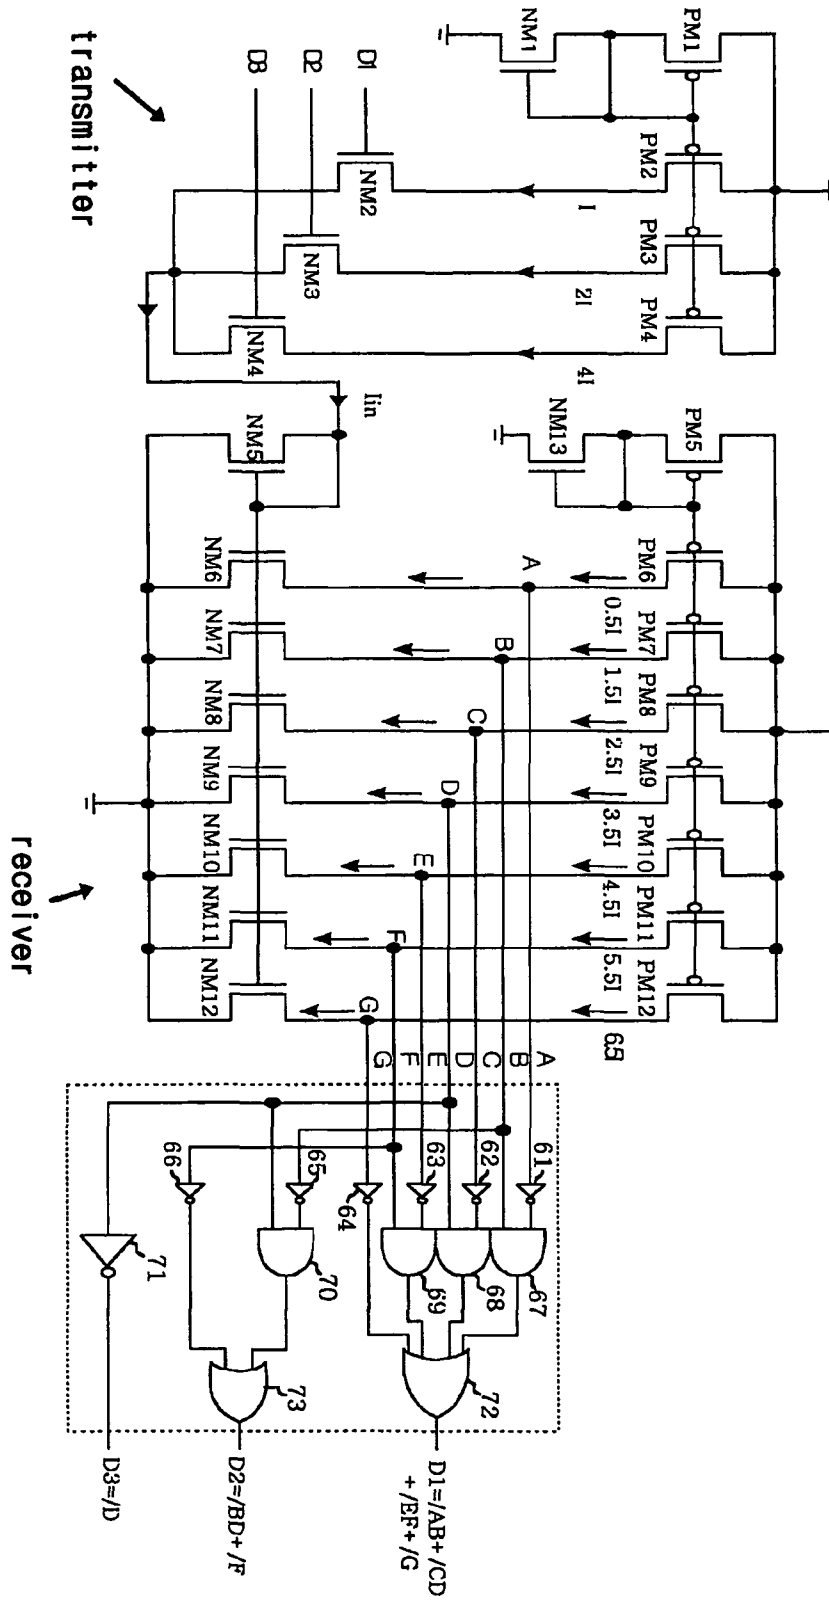 transmitter
D1
D2
D3
NM1
PM1
PM2
PM3
PM4
NM2
NM3
NM4
I
2I
4I
Iin
receiver
NM13
PM5
PM6
PM7
PM8
PM9
PM10
PM11
PM12
0.5I
1.5I
2.5I
3.5I
4.5I
5.5I
6.5I
A
B
C
D
E
F
G
NM5
NM6
NM7
NM8
NM9
NM10
NM11
NM12
A
B
C
D
E
F
G
61
62
63
64
65
66
67
68
69
70
71
72
73
D1=/AB+/CD
+/EF+/G
D2=/BD+/F
D3=/D